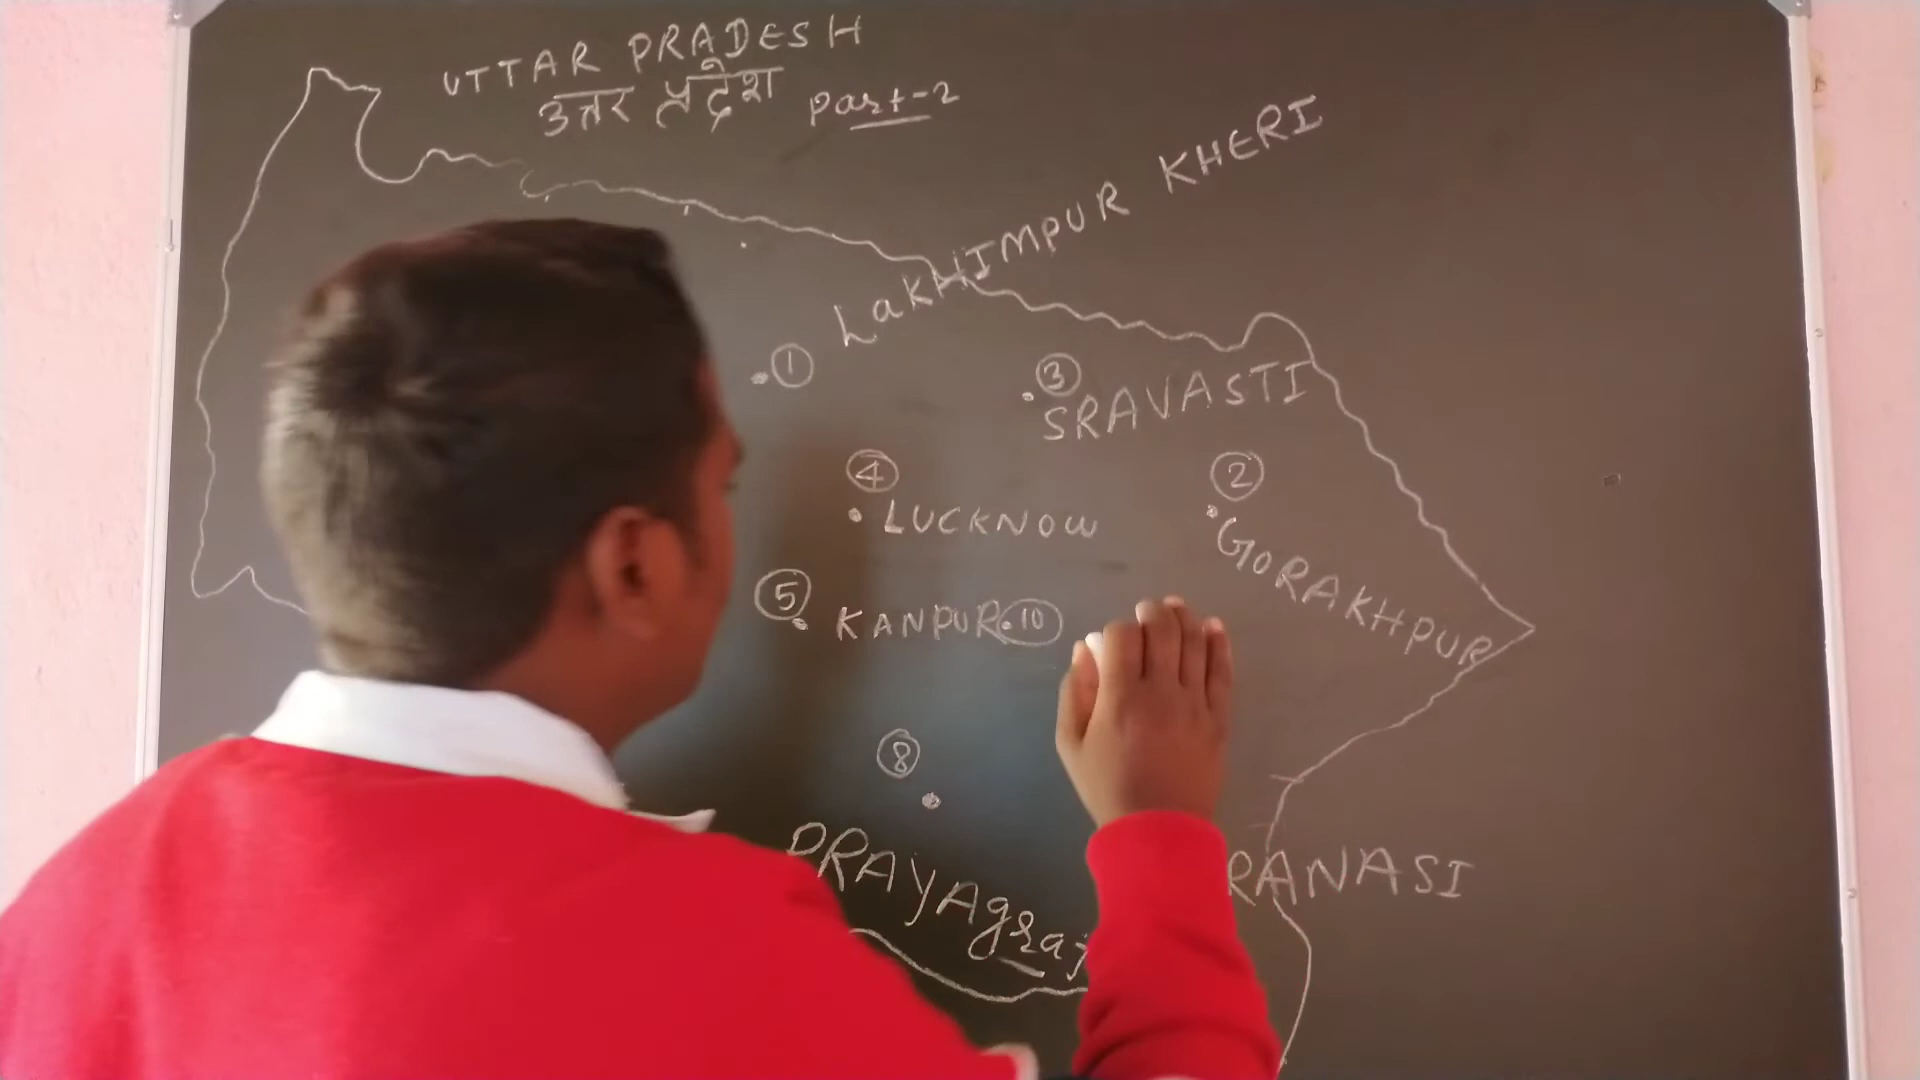 UTTAR PRADESH
उत्तर प्रदेश Part-2
LaKHIMPUR KHERI
1
3
SRAVASTI
4
LUCKNOW
2
GORAKHPUR
5
KANPUR 10
8
PRAYAgraj
RANASI